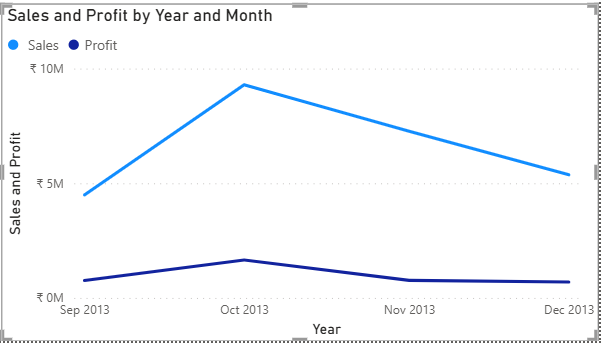 Sales and Profit by Year and Month
Sales Profit
₹ 10M
₹ 5M
₹ 0M
Sales and Profit
Sep 2013 Oct 2013 Nov 2013 Dec 2013
Year